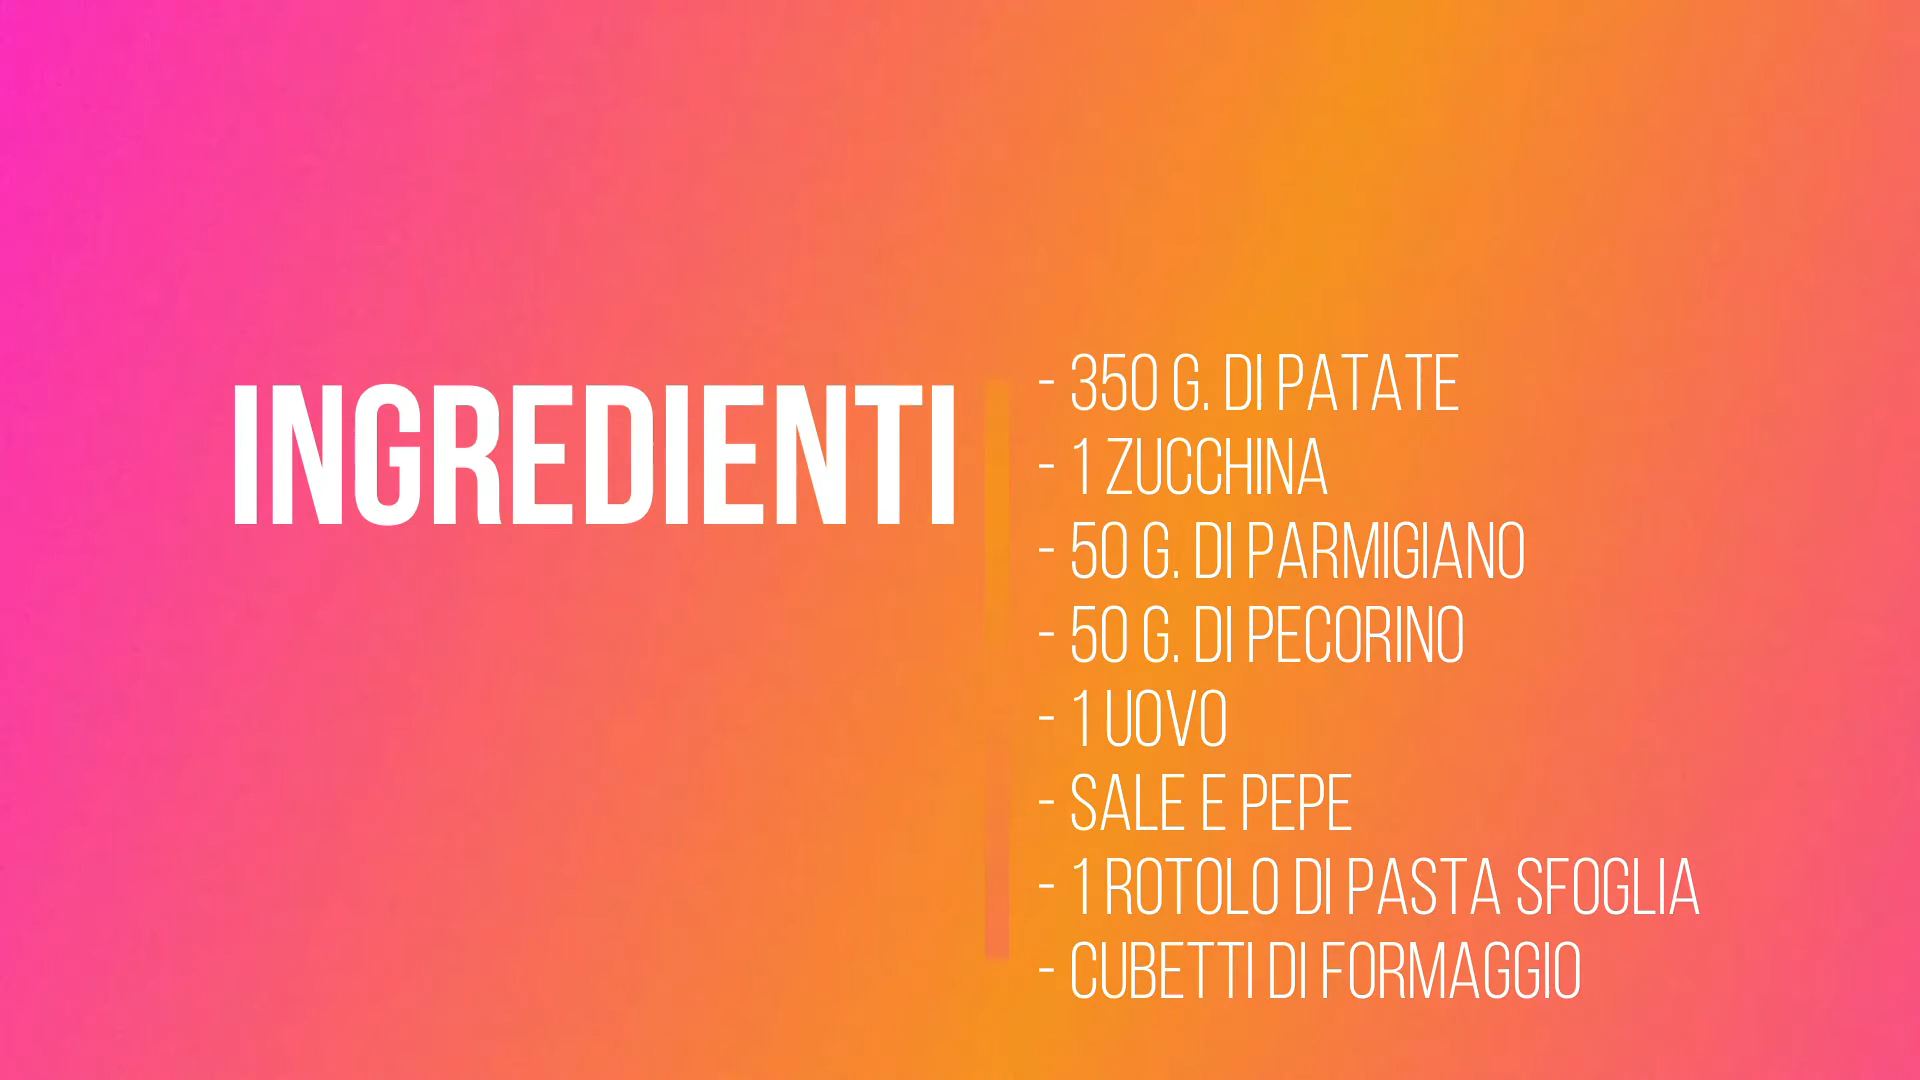 INGREDIENTI
- 350 G. DI PATATE
- 1 ZUCCHINA
- 50 G. DI PARMIGIANO
- 50 G. DI PECORINO
- 1 UOVO
- SALE E PEPE
- 1 ROTOLO DI PASTA SFOGLIA
- CUBETTI DI FORMAGGIO